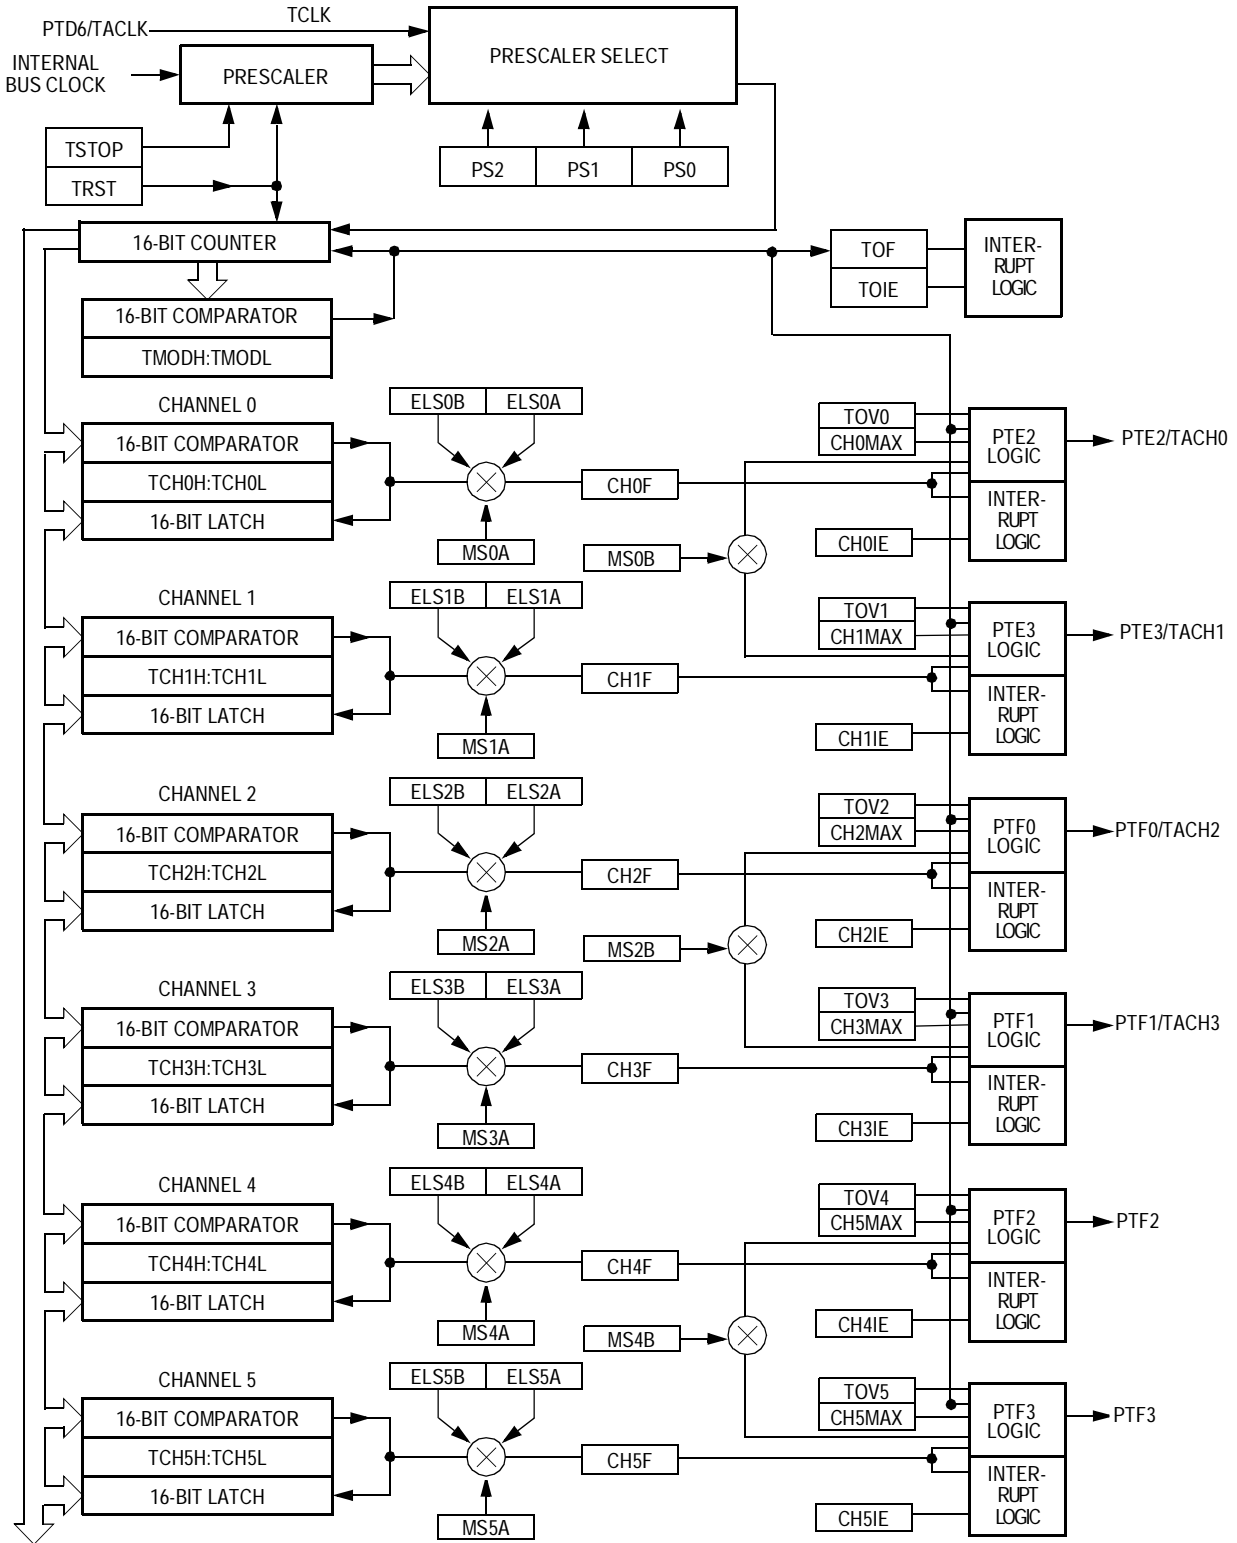 TCLK
PTD6/TACLK
PRESCALER SELECT
INTERNAL
BUS CLOCK
PRESCALER
TSTOP
TRST
PS2 PS1 PS0
16-BIT COUNTER
TOF
TOIE
INTER-
RUPT
LOGIC
16-BIT COMPARATOR
TMODH:TMODL
CHANNEL 0
16-BIT COMPARATOR
TCH0H:TCH0L
16-BIT LATCH
ELS0B ELS0A
MS0A
CH0F
MS0B
TOV0
CH0MAX
CH0IE
PTE2
LOGIC
INTER-
RUPT
LOGIC
PTE2/TACH0
CHANNEL 1
16-BIT COMPARATOR
TCH1H:TCH1L
16-BIT LATCH
ELS1B ELS1A
MS1A
CH1F
TOV1
CH1MAX
CH1IE
PTE3
LOGIC
INTER-
RUPT
LOGIC
PTE3/TACH1
CHANNEL 2
16-BIT COMPARATOR
TCH2H:TCH2L
16-BIT LATCH
ELS2B ELS2A
MS2A
CH2F
MS2B
TOV2
CH2MAX
CH2IE
PTF0
LOGIC
INTER-
RUPT
LOGIC
PTF0/TACH2
CHANNEL 3
16-BIT COMPARATOR
TCH3H:TCH3L
16-BIT LATCH
ELS3B ELS3A
MS3A
CH3F
TOV3
CH3MAX
CH3IE
PTF1
LOGIC
INTER-
RUPT
LOGIC
PTF1/TACH3
CHANNEL 4
16-BIT COMPARATOR
TCH4H:TCH4L
16-BIT LATCH
ELS4B ELS4A
MS4A
CH4F
MS4B
TOV4
CH5MAX
CH4IE
PTF2
LOGIC
INTER-
RUPT
LOGIC
PTF2
CHANNEL 5
16-BIT COMPARATOR
TCH5H:TCH5L
16-BIT LATCH
ELS5B ELS5A
MS5A
CH5F
TOV5
CH5MAX
CH5IE
PTF3
LOGIC
INTER-
RUPT
LOGIC
PTF3